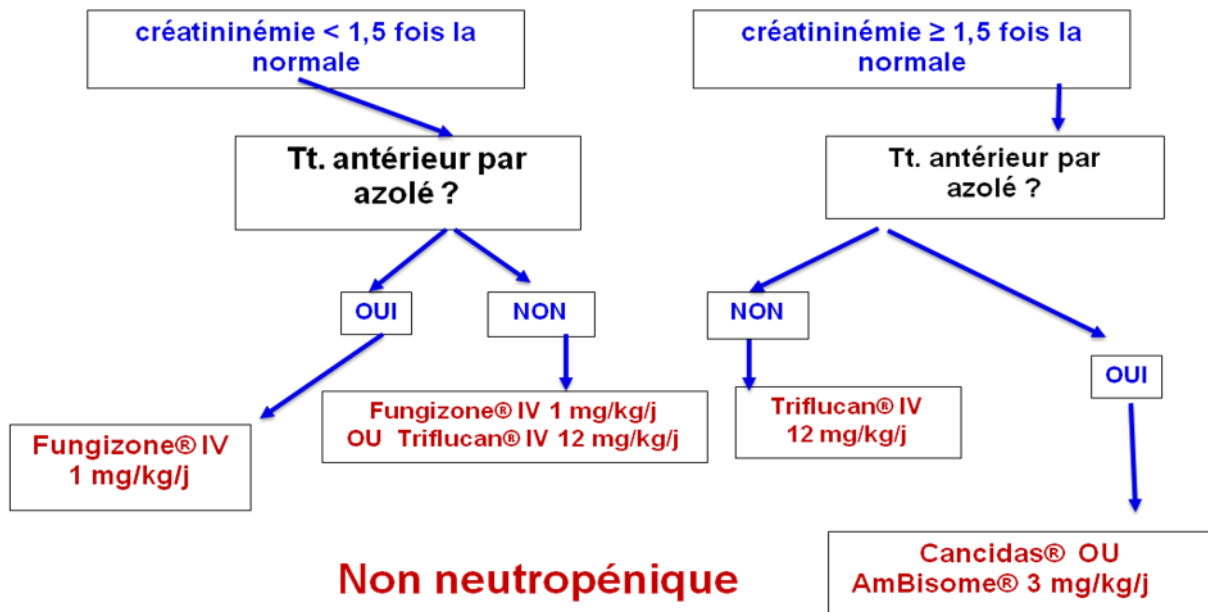 créatininémie < 1,5 fois la
normale
créatininémie ≥ 1,5 fois la
normale
Tt. antérieur par
azolé ?
Tt. antérieur par
azolé ?
OUI
NON
NON
OUI
Fungizone® IV
1 mg/kg/j
Fungizone® IV 1 mg/kg/j
OU Triflucan® IV 12 mg/kg/j
Triflucan® IV
12 mg/kg/j
Cancidas® OU
AmBisome® 3 mg/kg/j
Non neutropénique